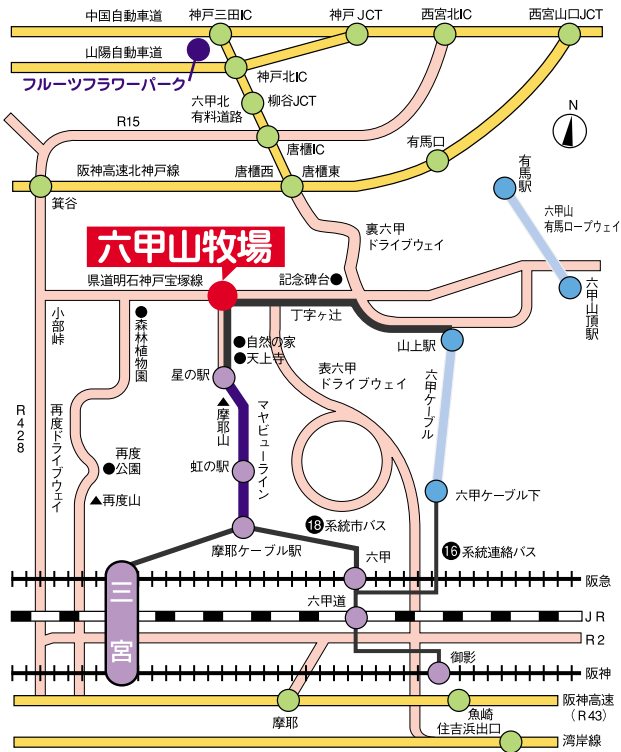 中国自動車道
神戸三田IC
神戸JCT
西宮北IC
西宮山口JCT
山陽自動車道
フルーツフラワーパーク
神戸北IC
六甲北
有料道路
柳谷JCT
R15
唐櫃IC
有馬口
N
阪神高速北神戸線
唐櫃西
唐櫃東
箕谷
有馬駅
六甲山
有馬ロープウェイ
裏六甲
ドライブウェイ
六甲山牧場
県道明石神戸宝塚線
記念碑台
丁字ヶ辻
六甲山頂駅
小部峠
森林植物園
自然の家
天上寺
山上駅
星の駅
表六甲
ドライブウェイ
六甲ケーブル
摩耶山
マヤビューライン
R428
再度ドライブウェイ
再度
公園
再度山
虹の駅
六甲ケーブル下
摩耶ケーブル駅
18系統市バス
16系統連絡バス
六甲
阪急
三宮
六甲道
JR
R2
御影
阪神
摩耶
魚崎
阪神高速
(R43)
住吉浜出口
湾岸線